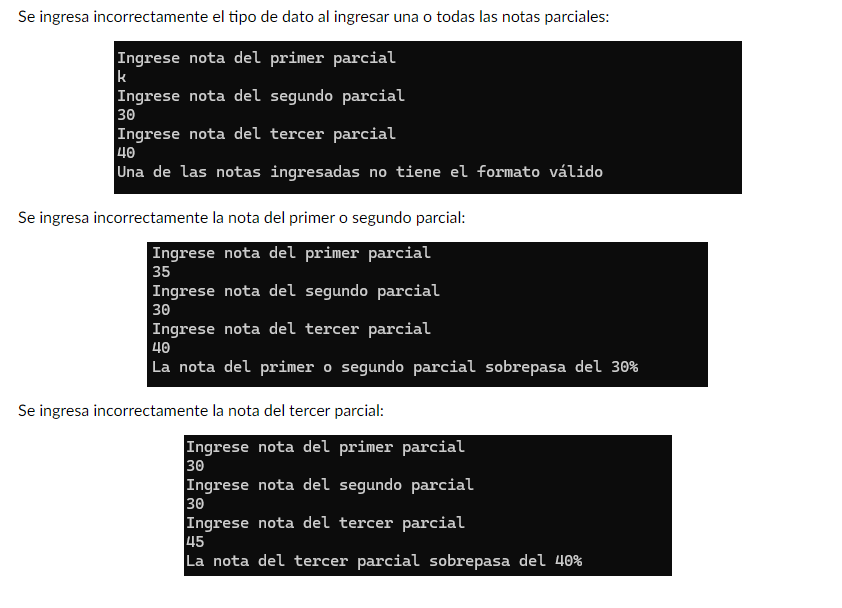 Se ingresa incorrectamente el tipo de dato al ingresar una o todas las notas parciales:
Ingrese nota del primer parcial
k
Ingrese nota del segundo parcial
30
Ingrese nota del tercer parcial
40
Una de las notas ingresadas no tiene el formato válido
Se ingresa incorrectamente la nota del primer o segundo parcial:
Ingrese nota del primer parcial
35
Ingrese nota del segundo parcial
30
Ingrese nota del tercer parcial
40
La nota del primer o segundo parcial sobrepasa del 30%
Se ingresa incorrectamente la nota del tercer parcial:
Ingrese nota del primer parcial
30
Ingrese nota del segundo parcial
30
Ingrese nota del tercer parcial
45
La nota del tercer parcial sobrepasa del 40%